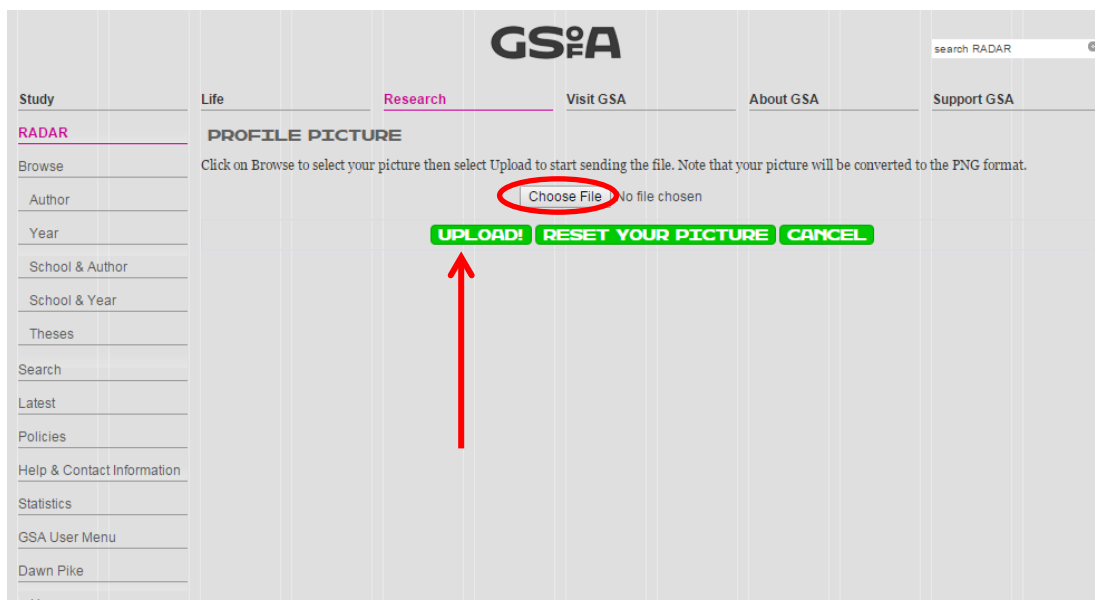 GSOFA
search RADAR
Study Life Research Visit GSA About GSA Support GSA
RADAR
PROFILE PICTURE
Browse
Click on Browse to select your picture then select Upload to start sending the file. Note that your picture will be converted to the PNG format.
Author
Choose File No file chosen
Year
UPLOAD! RESET YOUR PICTURE CANCEL
School & Author
School & Year
Theses
Search
Latest
Policies
Help & Contact Information
Statistics
GSA User Menu
Dawn Pike